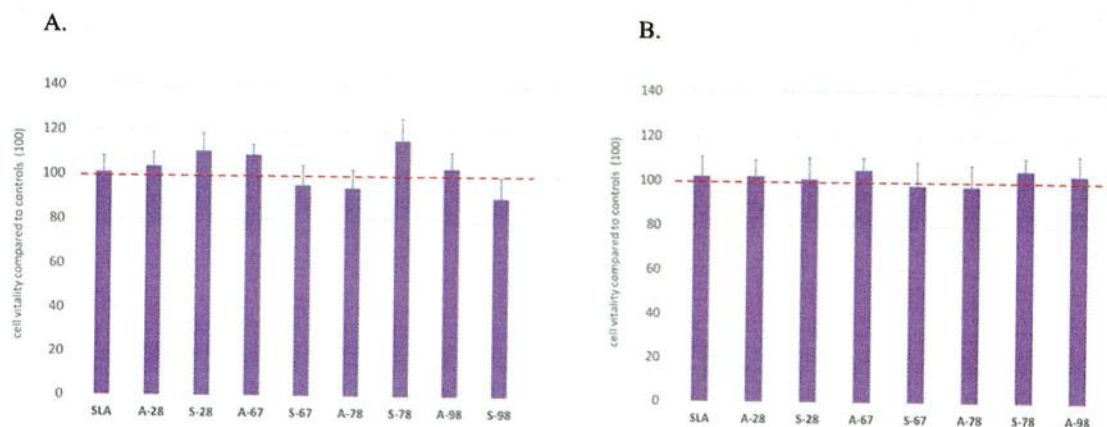 A.
cell vitality compared to controls (100)
140
120
100
80
60
40
20
0
SLA A-28 S-28 A-67 S-67 A-78 S-78 A-98 S-98
B.
cell vitality compared to controls (100)
140
120
100
80
60
40
20
0
SLA A-28 S-28 A-67 S-67 A-78 S-78 A-98